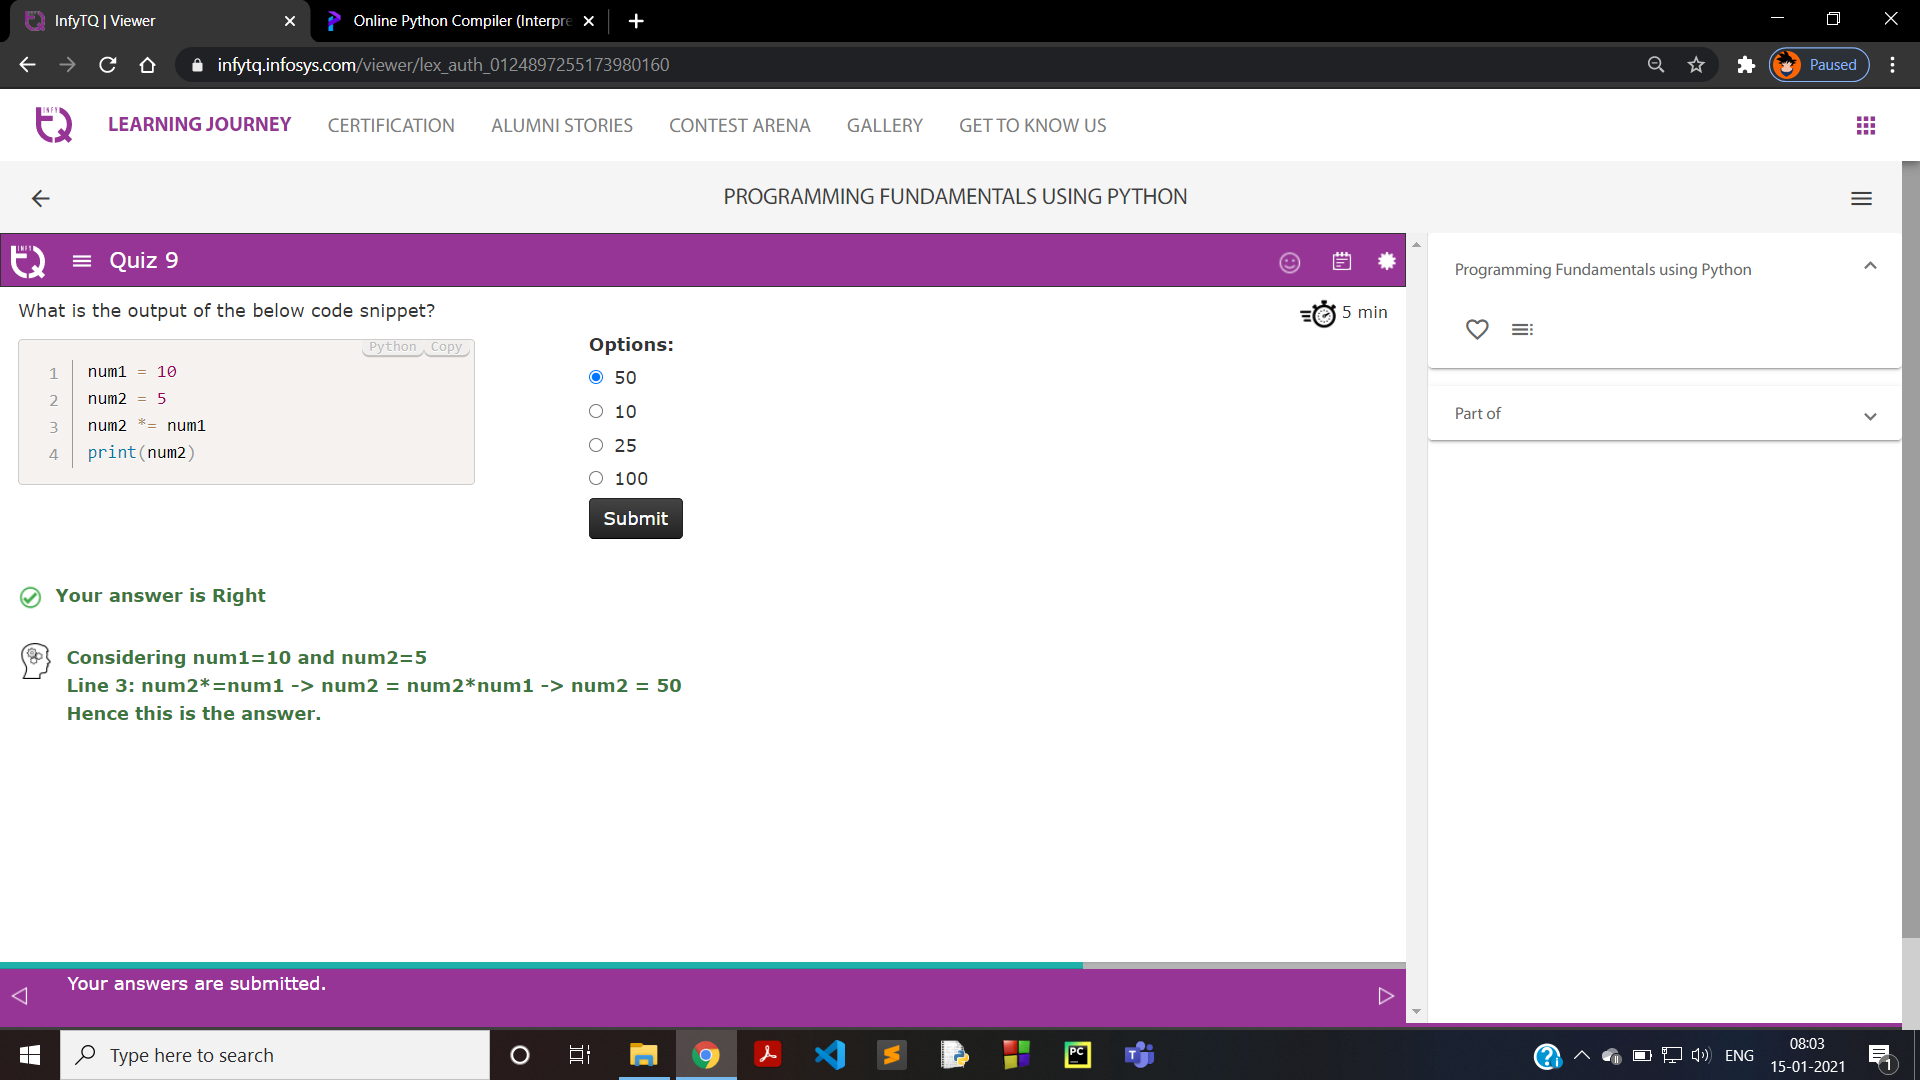 InfyTQ | Viewer
Online Python Compiler (Interpre
infytq.infosys.com/viewer/lex_auth_0124897255173980160
Paused
INFY
LEARNING JOURNEY
CERTIFICATION
ALUMNI STORIES
CONTEST ARENA
GALLERY
GET TO KNOW US
PROGRAMMING FUNDAMENTALS USING PYTHON
INFY
Quiz 9
What is the output of the below code snippet?
5 min
Python Copy
1 num1 = 10
2 num2 = 5
3 num2 *= num1
4 print(num2)
Options:
50
10
25
100
Submit
Your answer is Right
Considering num1=10 and num2=5
Line 3: num2*=num1 -> num2 = num2*num1 -> num2 = 50
Hence this is the answer.
Your answers are submitted.
Programming Fundamentals using Python
Part of
Type here to search
PC
ENG
08:03
15-01-2021
1